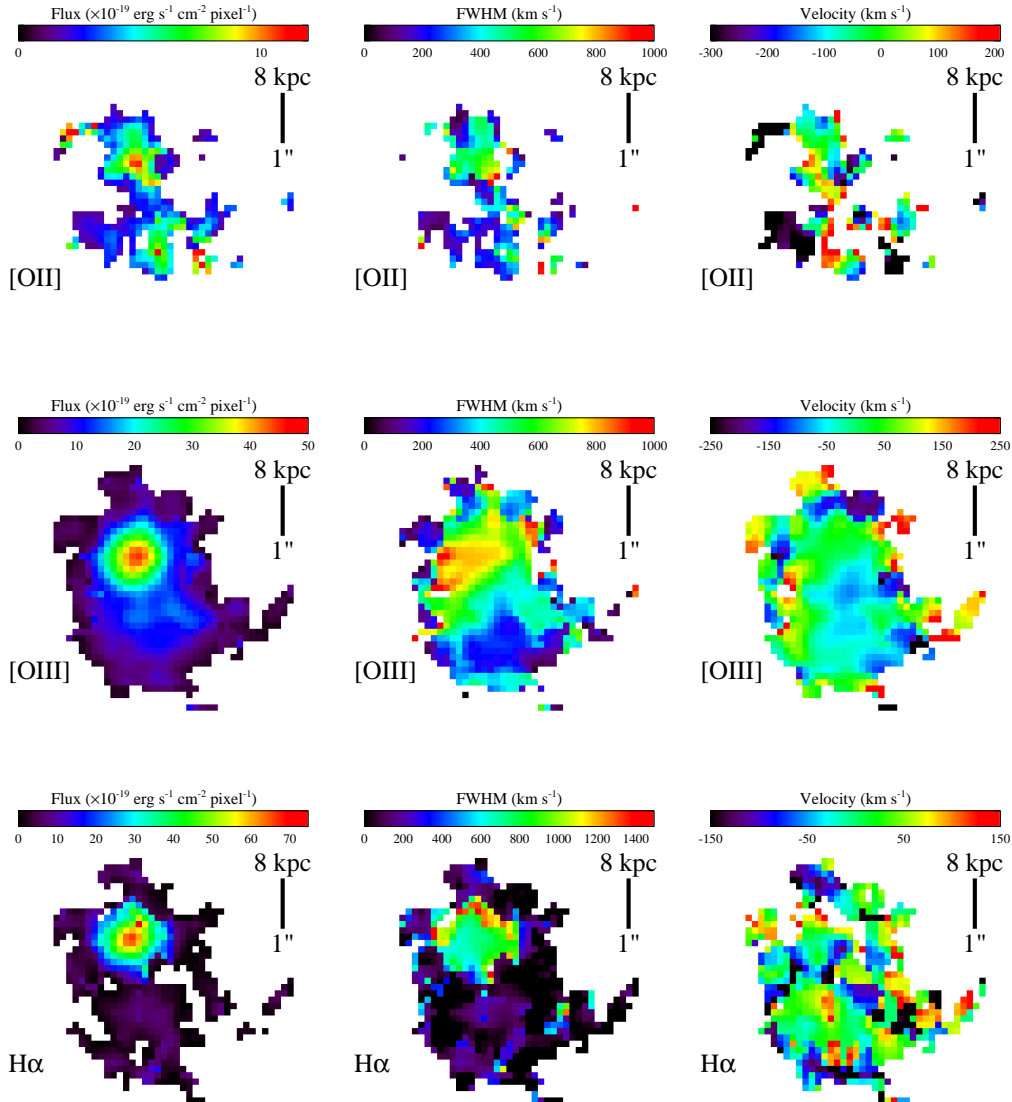 Flux (×10⁻¹⁹ erg s⁻¹ cm⁻² pixel⁻¹) FWHM (km s⁻¹) Velocity (km s⁻¹)
0 10 0 200 400 600 800 1000 -300 -200 -100 0 100 200
8 kpc 8 kpc 8 kpc
1" 1" 1"
[OII] [OII] [OII]
Flux (×10⁻¹⁹ erg s⁻¹ cm⁻² pixel⁻¹) FWHM (km s⁻¹) Velocity (km s⁻¹)
0 10 20 30 40 50 0 200 400 600 800 1000 -250 -150 -50 50 150 250
8 kpc 8 kpc 8 kpc
1" 1" 1"
[OIII] [OIII] [OIII]
Flux (×10⁻¹⁹ erg s⁻¹ cm⁻² pixel⁻¹) FWHM (km s⁻¹) Velocity (km s⁻¹)
0 10 20 30 40 50 60 70 0 200 400 600 800 1000 1200 1400 -150 -50 50 150
8 kpc 8 kpc 8 kpc
1" 1" 1"
Hα Hα Hα